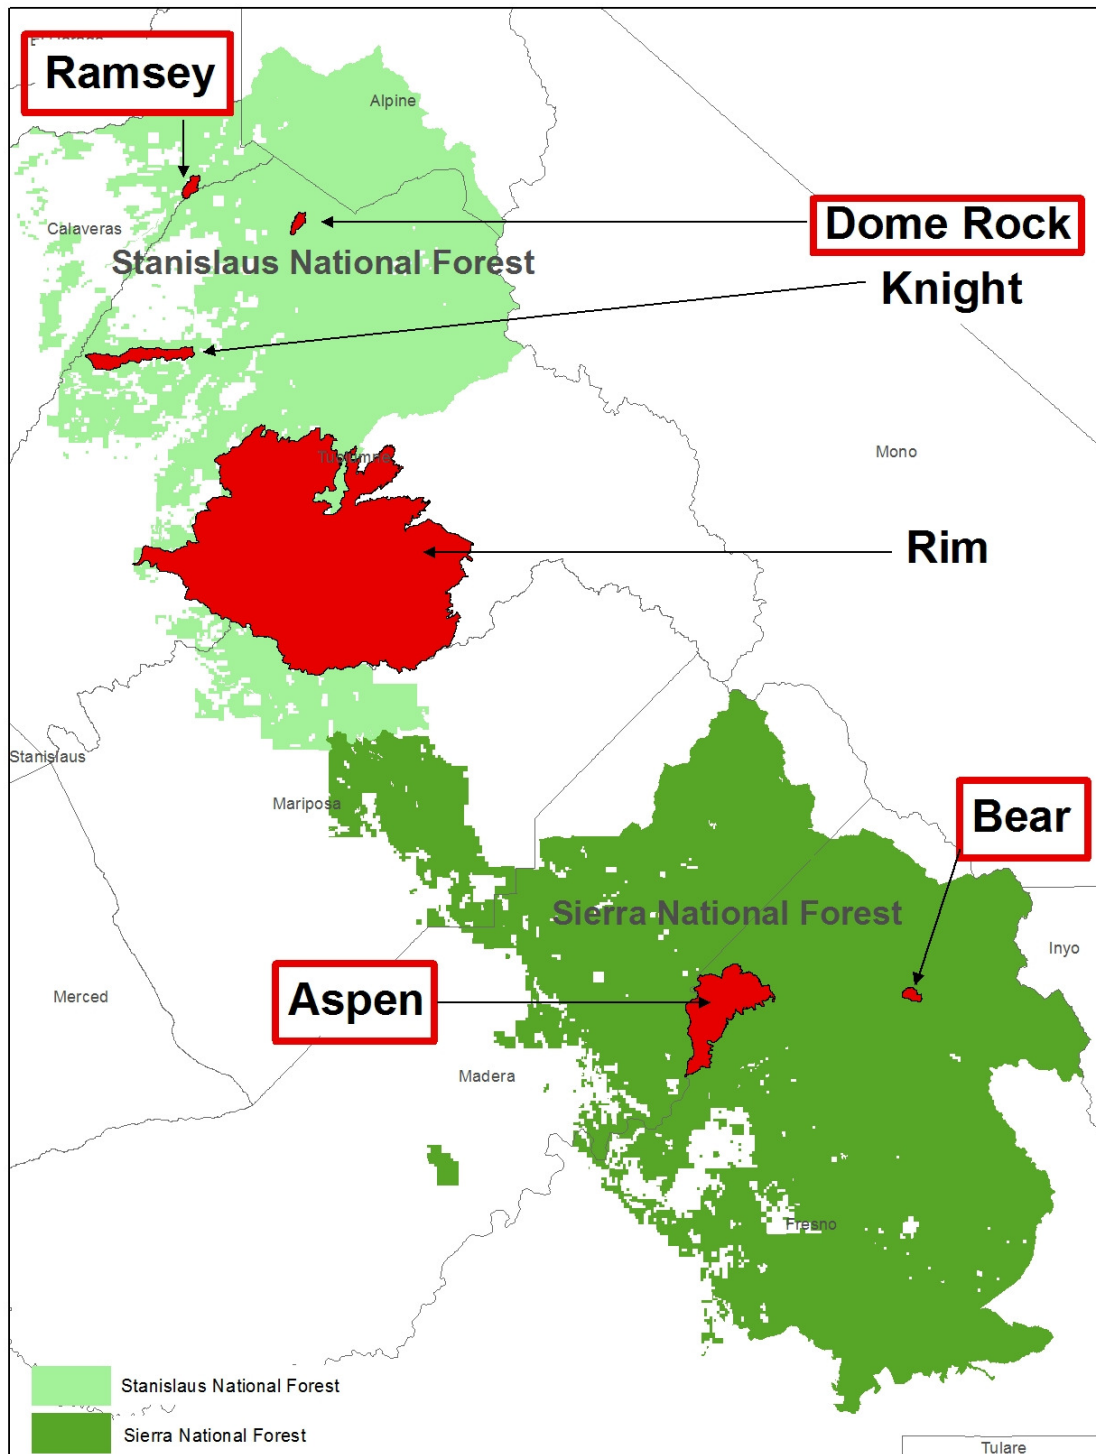 Ramsey
Alpine
Calaveras
Dome Rock
Stanislaus National Forest
Knight
Mono
Rim
Stanislaus
Mariposa
Bear
Sierra National Forest
Inyo
Aspen
Merced
Madera
Fresno
Stanislaus National Forest
Sierra National Forest
Tulare